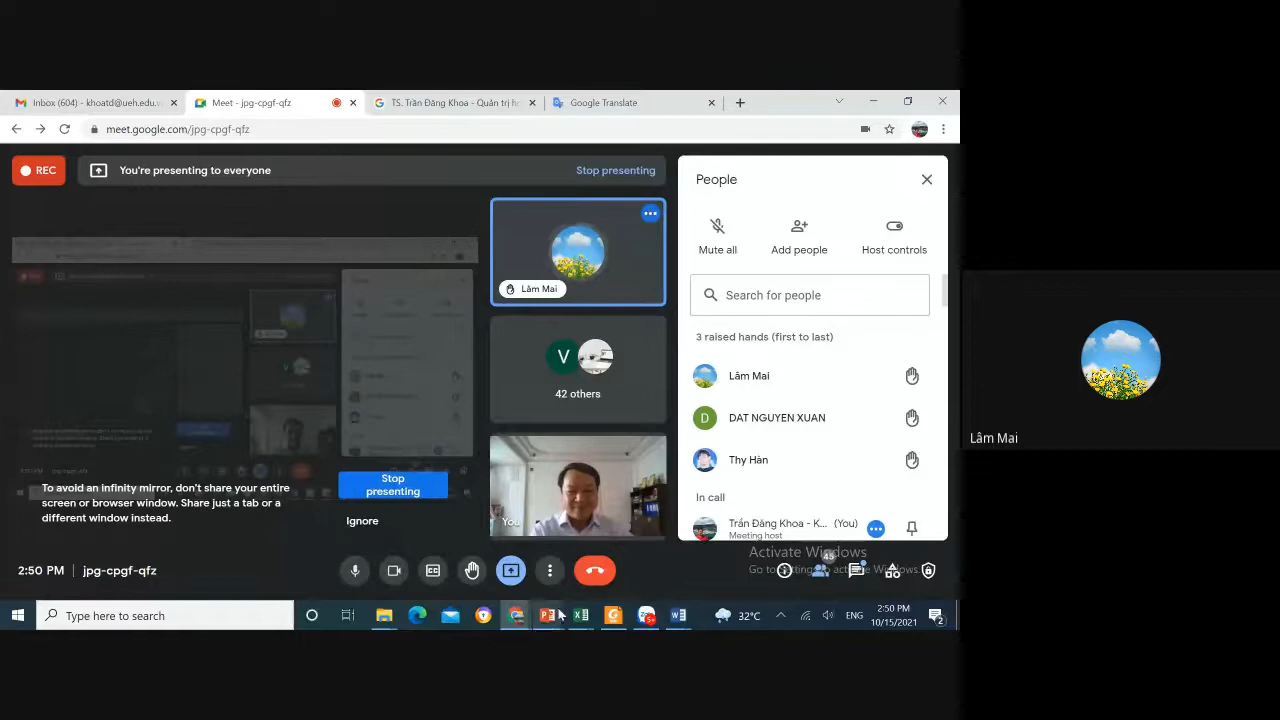 Inbox (604) - khoatd@ueh.edu.v
Meet - jpg-cpgf-qfz
TS. Trần Đăng Khoa - Quản trị h
Google Translate
meet.google.com/jpg-cpgf-qfz
REC
You're presenting to everyone
Stop presenting
Lâm Mai
V
42 others
You
To avoid an infinity mirror, don't share your entire
screen or browser window. Share just a tab or a
different window instead.
Stop
presenting
Ignore
People
Mute all
Add people
Host controls
Search for people
3 raised hands (first to last)
Lâm Mai
D
DAT NGUYEN XUAN
Thy Hàn
In call
Trần Đăng Khoa - K... (You)
Meeting host
Activate Windows
Go to Settings to activate Windows.
2:50 PM | jpg-cpgf-qfz
45
Type here to search
5+
32°C
ENG
2:50 PM
10/15/2021
2
Lâm Mai